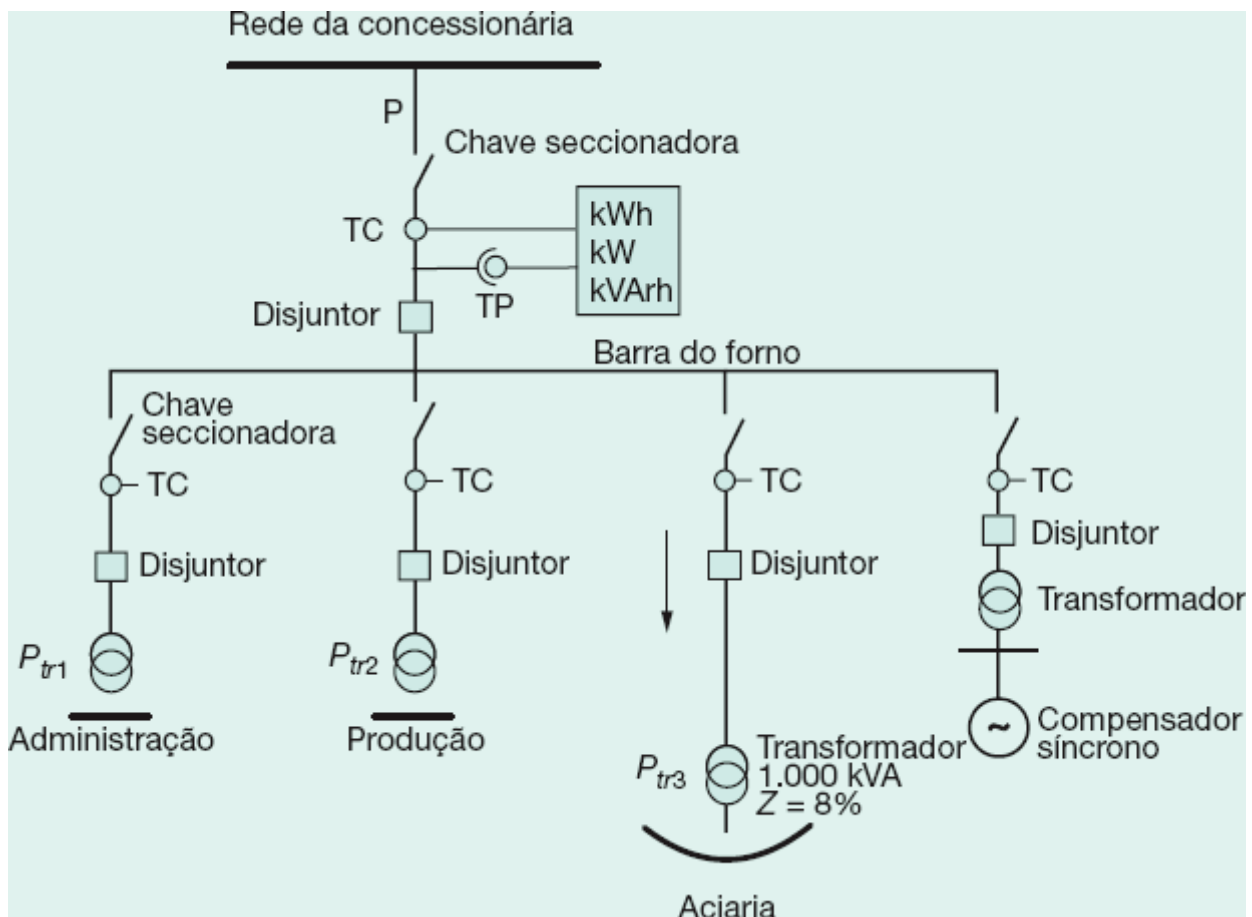 Rede da concessionária
P
Chave seccionadora
TC
kWh
kW
kVArh
TP
Disjuntor
Barra do forno
Chave
seccionadora
TC
TC
TC
TC
Disjuntor
Disjuntor
Disjuntor
Disjuntor
Transformador
Ptr1
Ptr2
Administração
Produção
Compensador
síncrono
~
Ptr3
Transformador
1.000 kVA
Z = 8%
Aciaria